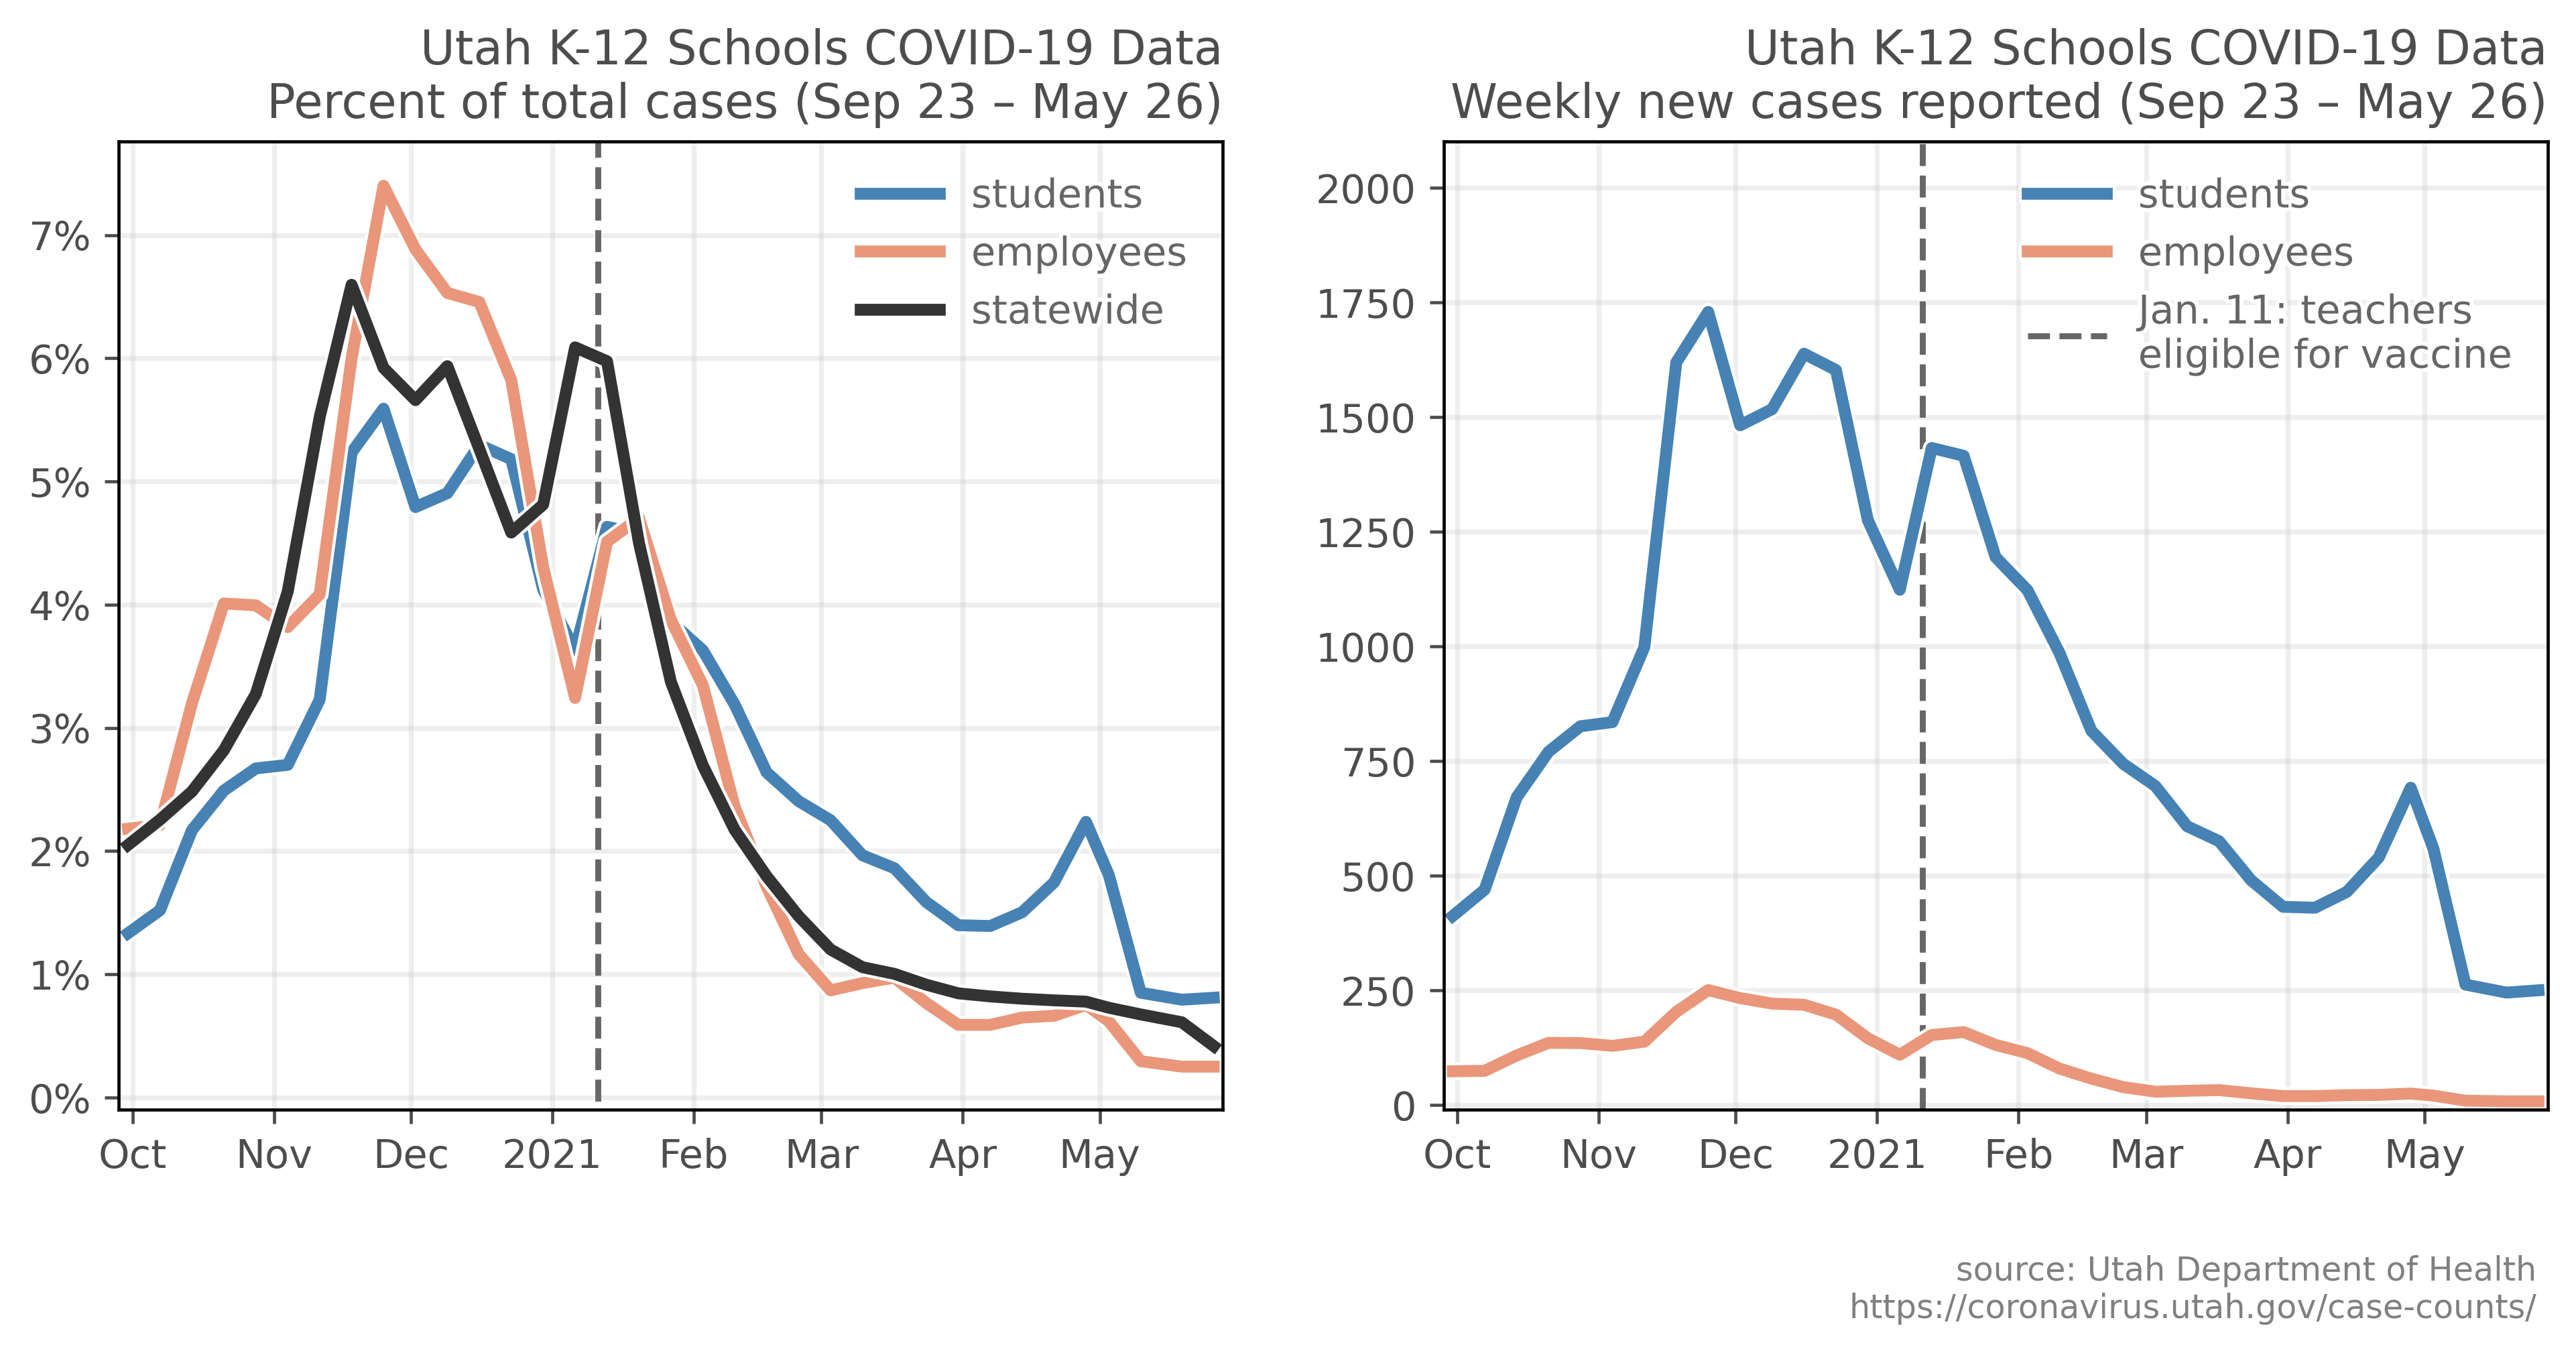 Utah K-12 Schools COVID-19 Data
Percent of total cases (Sep 23 – May 26)
7%
6%
5%
4%
3%
2%
1%
0%
students
employees
statewide
Oct
Nov
Dec
2021
Feb
Mar
Apr
May
Utah K-12 Schools COVID-19 Data
Weekly new cases reported (Sep 23 – May 26)
2000
1750
1500
1250
1000
750
500
250
0
students
employees
Jan. 11: teachers
eligible for vaccine
Oct
Nov
Dec
2021
Feb
Mar
Apr
May
source: Utah Department of Health
https://coronavirus.utah.gov/case-counts/